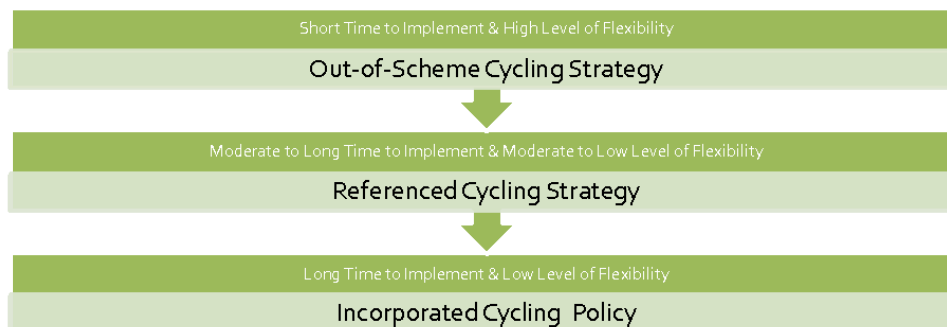 Short Time to Implement & High Level of Flexibility
Out-of-Scheme Cycling Strategy
Moderate to Long Time to Implement & Moderate to Low Level of Flexibility
Referenced Cycling Strategy
Long Time to Implement & Low Level of Flexibility
Incorporated Cycling Policy